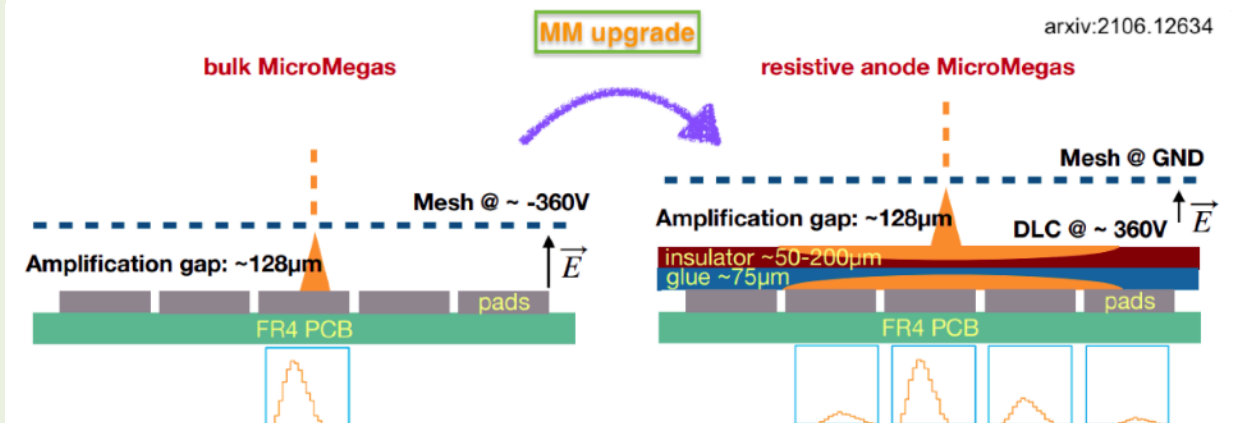 MM upgrade
arxiv:2106.12634
bulk MicroMegas
resistive anode MicroMegas
Mesh @ ~ -360V
Amplification gap: ~128µm
E
pads
FR4 PCB
Mesh @ GND
Amplification gap: ~128µm
DLC @ ~ 360V
E
insulator ~50-200µm
glue ~75µm
pads
FR4 PCB